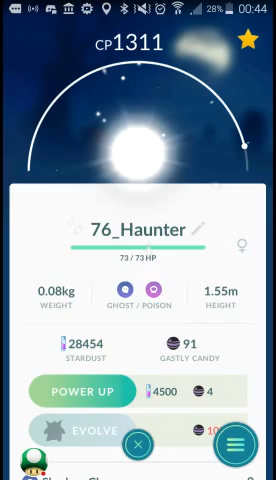 28% 00:44
CP1311
76_Haunter
73 / 73 HP
0.08kg
WEIGHT
GHOST / POISON
1.55m
HEIGHT
28454
STARDUST
91
GASTLY CANDY
POWER UP 4500 4
EVOLVE